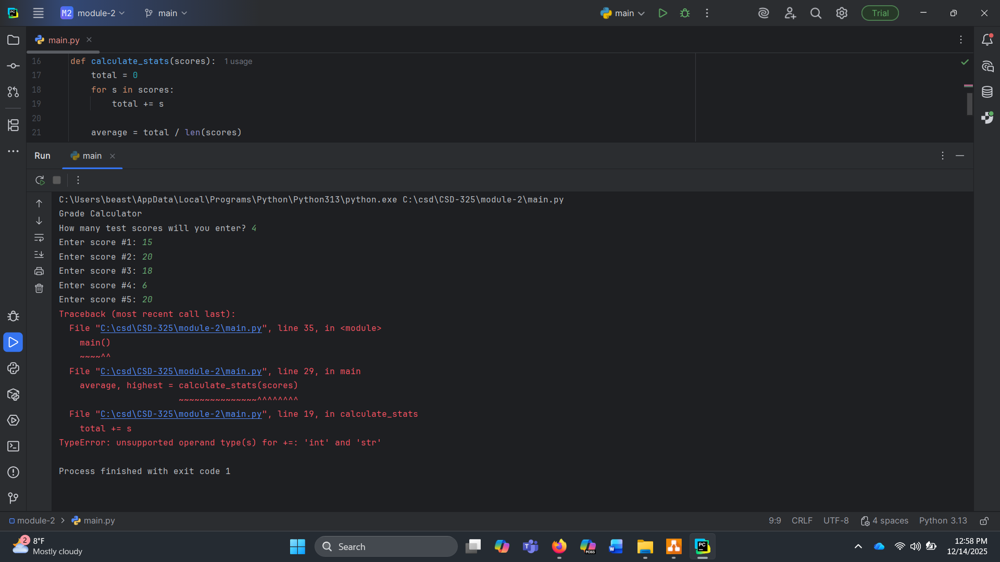 PC
M2 module-2
main
main
Trial
main.py
16 def calculate_stats(scores): 1 usage
17 total = 0
18 for s in scores:
19 total += s
20
21 average = total / len(scores)
Run
main
C:\Users\beast\AppData\Local\Programs\Python\Python313\python.exe C:\csd\CSD-325\module-2\main.py
Grade Calculator
How many test scores will you enter? 4
Enter score #1: 15
Enter score #2: 20
Enter score #3: 18
Enter score #4: 6
Enter score #5: 20
Traceback (most recent call last):
File "C:\csd\CSD-325\module-2\main.py", line 35, in <module>
main()
~~~~^^
File "C:\csd\CSD-325\module-2\main.py", line 29, in main
average, highest = calculate_stats(scores)
~~~~~~~~~~~~~~~^^^^^^^^
File "C:\csd\CSD-325\module-2\main.py", line 19, in calculate_stats
total += s
TypeError: unsupported operand type(s) for +=: 'int' and 'str'
Process finished with exit code 1
module-2 > main.py
9:9 CRLF UTF-8 4 spaces Python 3.13
2
8°F
Mostly cloudy
Search
T
M365
W
PC
12:58 PM
12/14/2025